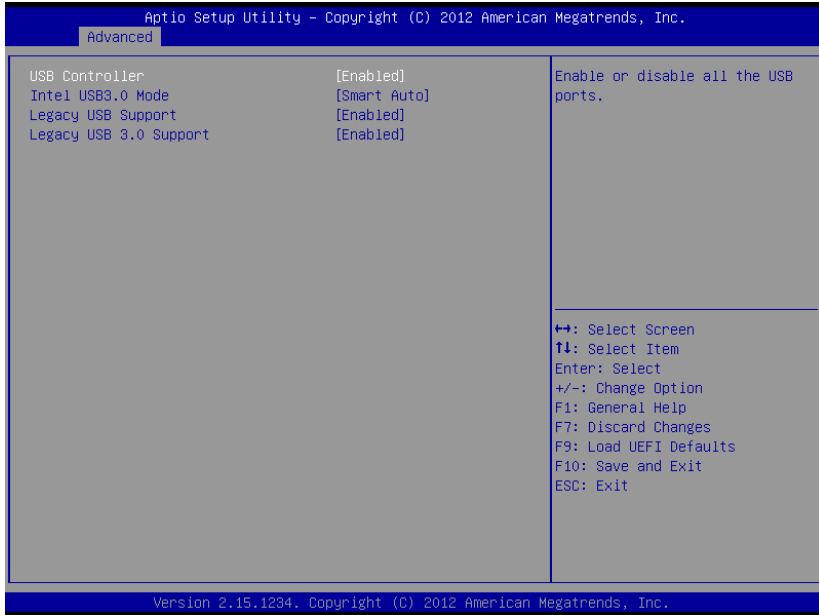 Aptio Setup Utility – Copyright (C) 2012 American Megatrends, Inc.
Advanced
USB Controller [Enabled]
Intel USB3.0 Mode [Smart Auto]
Legacy USB Support [Enabled]
Legacy USB 3.0 Support [Enabled]
Enable or disable all the USB
ports.
↔: Select Screen
↑↓: Select Item
Enter: Select
+/-: Change Option
F1: General Help
F7: Discard Changes
F9: Load UEFI Defaults
F10: Save and Exit
ESC: Exit
Version 2.15.1234. Copyright (C) 2012 American Megatrends, Inc.